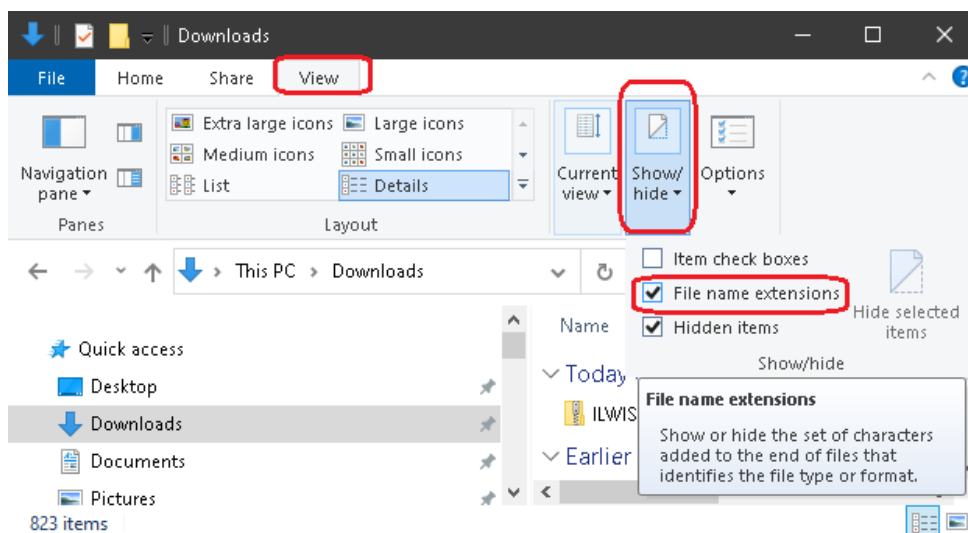 Downloads
File Home Share View
Extra large icons Large icons
Medium icons Small icons
List Details
Navigation
pane
Current
view
Show/
hide
Options
Panes
Layout
This PC > Downloads
Item check boxes
File name extensions
Hidden items
Hide selected
items
Show/hide
Name
Quick access
Desktop
Downloads
Documents
Pictures
Today
ILWIS
Earlier
File name extensions
Show or hide the set of characters
added to the end of files that
identifies the file type or format.
823 items